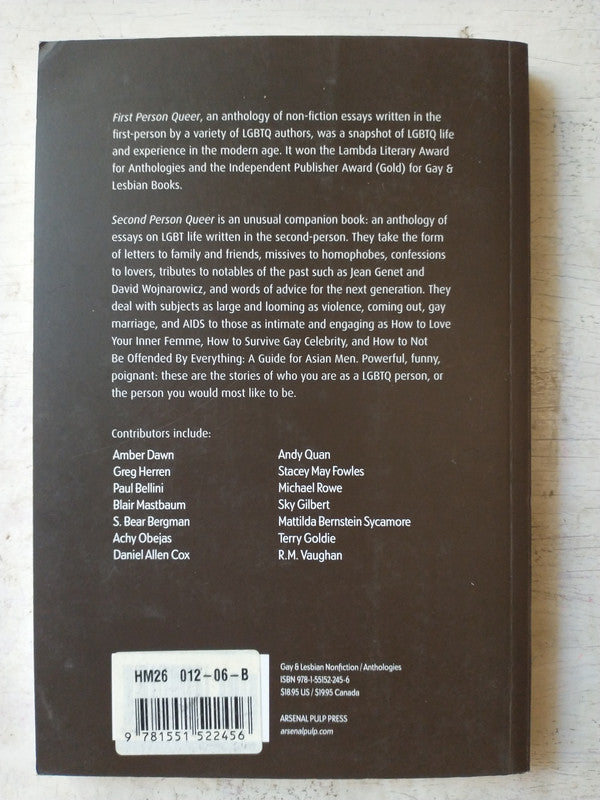 First Person Queer, an anthology of non-fiction essays written in the
first-person by a variety of LGBTQ authors, was a snapshot of LGBTQ life
and experience in the modern age. It won the Lambda Literary Award
for Anthologies and the Independent Publisher Award (Gold) for Gay &
Lesbian Books.
Second Person Queer is an unusual companion book: an anthology of
essays on LGBT life written in the second-person. They take the form
of letters to family and friends, missives to homophobes, confessions
to lovers, tributes to notables of the past such as Jean Genet and
David Wojnarowicz, and words of advice for the next generation. They
deal with subjects as large and looming as violence, coming out, gay
marriage, and AIDS to those as intimate and engaging as How to Love
Your Inner Femme, How to Survive Gay Celebrity, and How to Not
Be Offended By Everything: A Guide for Asian Men. Powerful, funny,
poignant: these are the stories of who you are as a LGBTQ person, or
the person you would most like to be.
Contributors include:
Amber Dawn
Greg Herren
Paul Bellini
Blair Mastbaum
S. Bear Bergman
Achy Obejas
Daniel Allen Cox
Andy Quan
Stacey May Fowles
Michael Rowe
Sky Gilbert
Mattilda Bernstein Sycamore
Terry Goldie
R.M. Vaughan
HM26 012-06-B
9 781551 522456
Gay & Lesbian Nonfiction / Anthologies
ISBN 978-1-55152-245-6
$18.95 US / $19.95 Canada
ARSENAL PULP PRESS
arsenalpulp.com